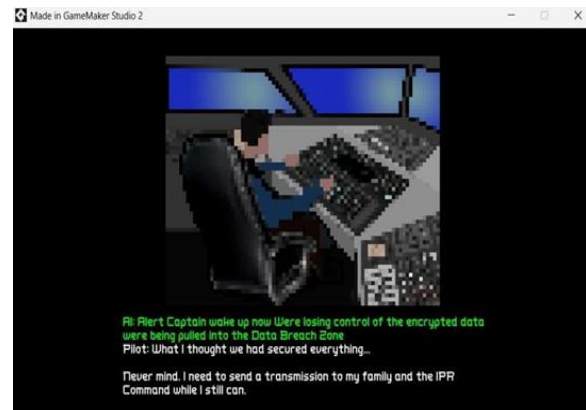 Made in GameMaker Studio 2
AI: Alert Captain wake up now Were losing control of the encrypted data
were being pulled into the Data Breach Zone
Pilot: What I thought we had secured everything...
Never mind. I need to send a transmission to my family and the IPR
Command while I still can.